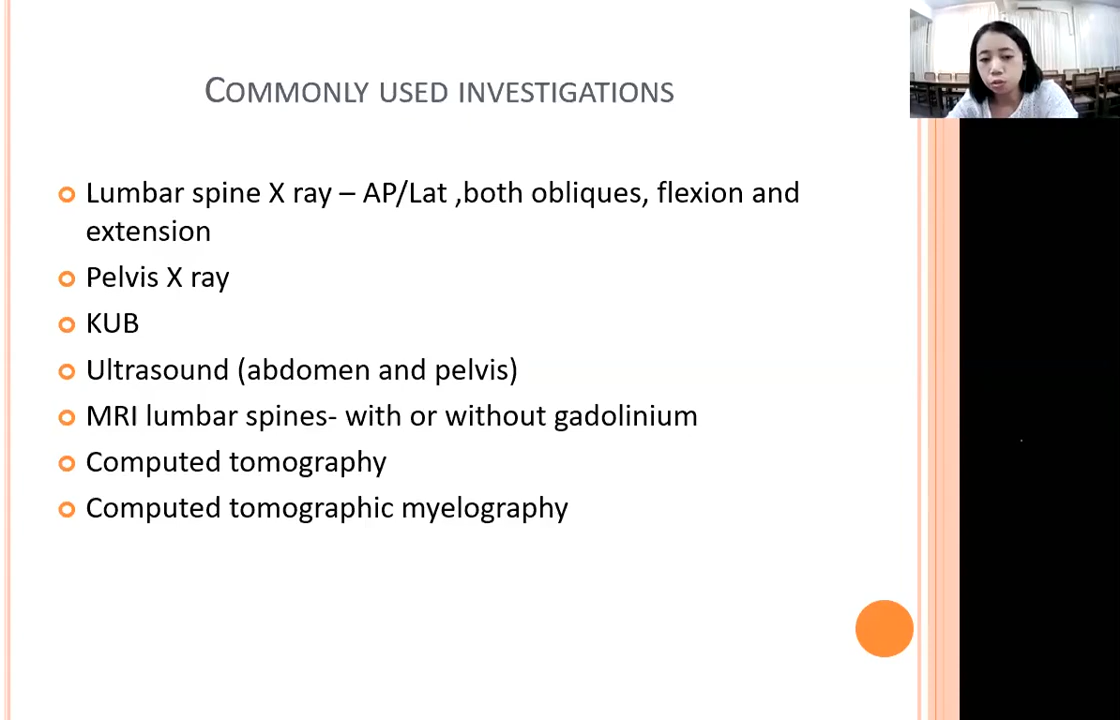 COMMONLY USED INVESTIGATIONS
Lumbar spine X ray – AP/Lat ,both obliques, flexion and
extension
Pelvis X ray
KUB
Ultrasound (abdomen and pelvis)
MRI lumbar spines- with or without gadolinium
Computed tomography
Computed tomographic myelography